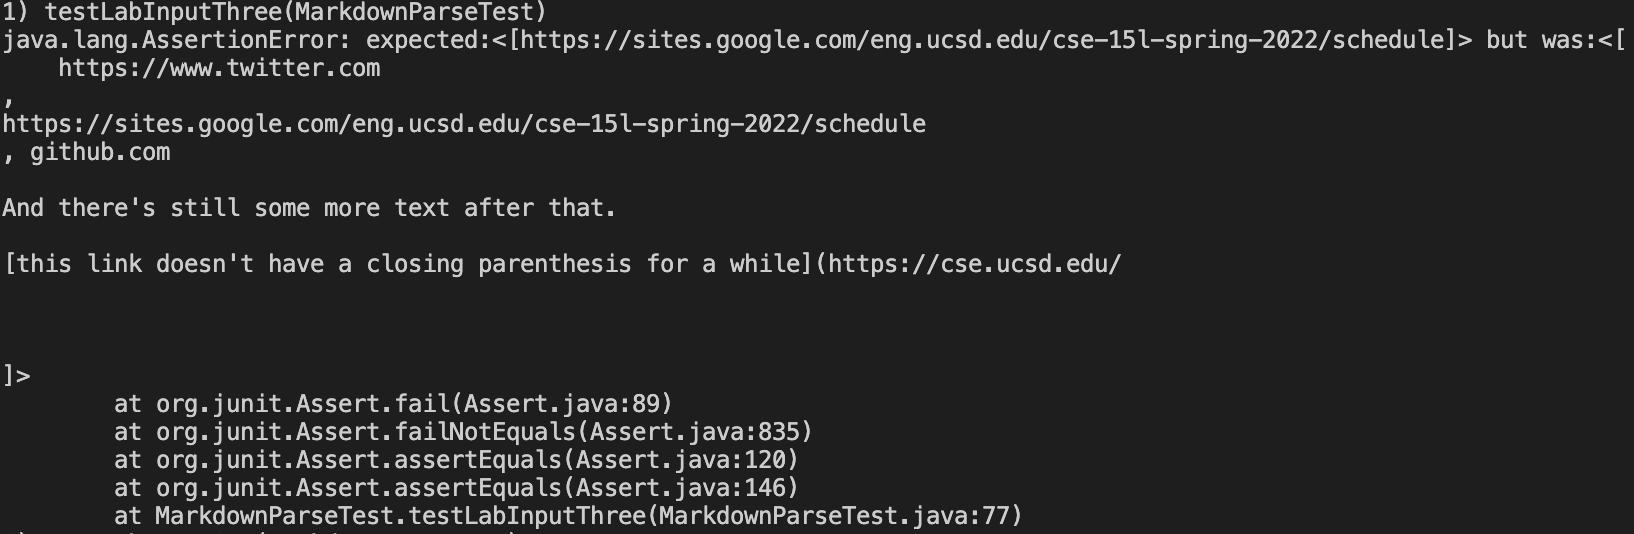 1) testLabInputThree(MarkdownParseTest)
java.lang.AssertionError: expected:<[https://sites.google.com/eng.ucsd.edu/cse-15l-spring-2022/schedule]> but was:<[
    https://www.twitter.com
,
https://sites.google.com/eng.ucsd.edu/cse-15l-spring-2022/schedule
, github.com
And there's still some more text after that.
[this link doesn't have a closing parenthesis for a while](https://cse.ucsd.edu/
]>
        at org.junit.Assert.fail(Assert.java:89)
        at org.junit.Assert.failNotEquals(Assert.java:835)
        at org.junit.Assert.assertEquals(Assert.java:120)
        at org.junit.Assert.assertEquals(Assert.java:146)
        at MarkdownParseTest.testLabInputThree(MarkdownParseTest.java:77)